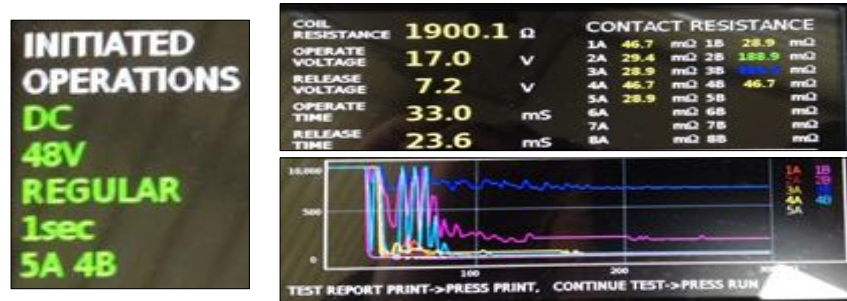 INITIATED
OPERATIONS
DC
48V
REGULAR
1sec
5A 4B
COIL RESISTANCE 1900.1 Ω
OPERATE VOLTAGE 17.0 V
RELEASE VOLTAGE 7.2 V
OPERATE TIME 33.0 mS
RELEASE TIME 23.6 mS
CONTACT RESISTANCE
1A 46.7 mΩ 1B 28.9 mΩ
2A 29.4 mΩ 2B 188.9 mΩ
3A 28.9 mΩ 3B mΩ
4A 46.7 mΩ 4B 46.7 mΩ
5A 28.9 mΩ 5B mΩ
6A mΩ 6B mΩ
7A mΩ 7B mΩ
8A mΩ 8B mΩ
10,000
500
0
100
200
1A 1B
2B
3A
4A 4B
5A
TEST REPORT PRINT->PRESS PRINT, CONTINUE TEST->PRESS RUN